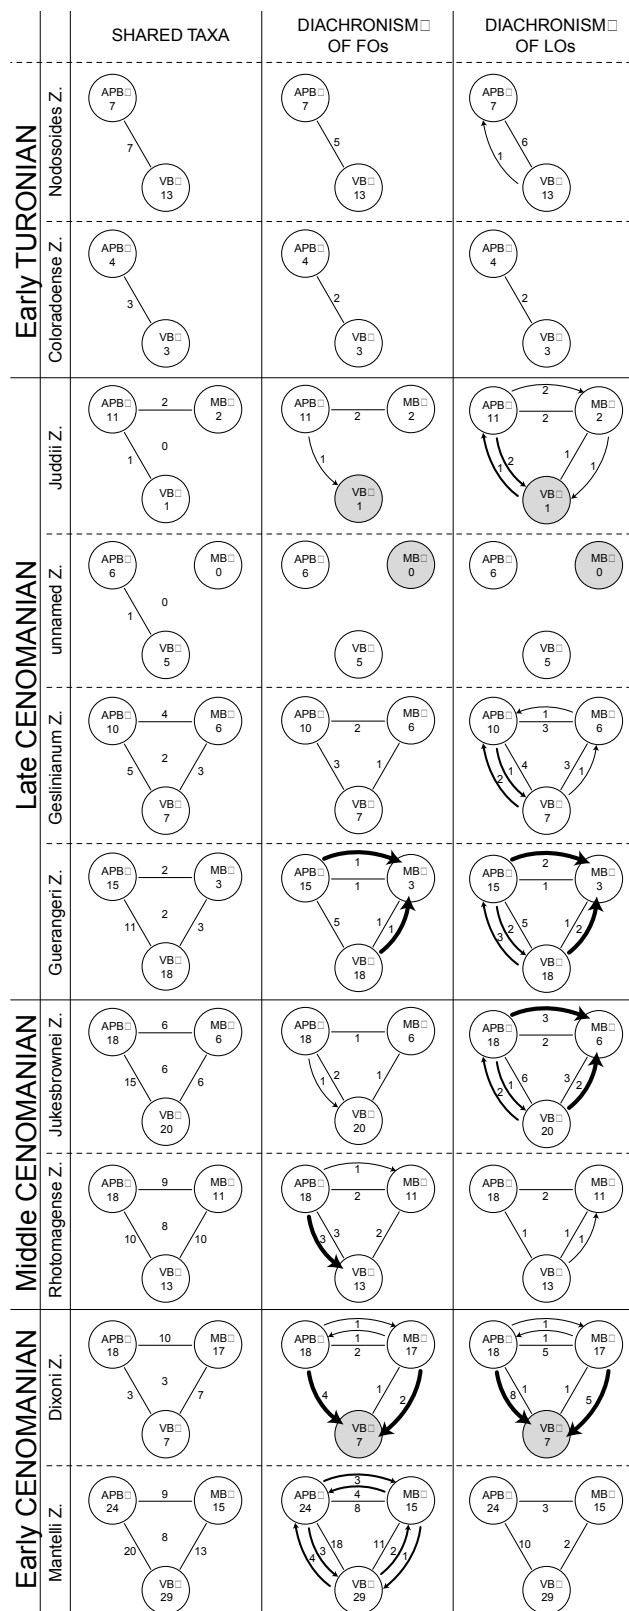 SHARED TAXA
DIACHRONISM□
OF FOs
DIACHRONISM□
OF LOs
Early TURONIAN
Nodosoides Z.
APB□
7
7
VB□
13
APB□
7
5
VB□
13
APB□
7
6
1
VB□
13
Coloradoense Z.
APB□
4
3
VB□
3
APB□
4
2
VB□
3
APB□
4
2
VB□
3
Late CENOMANIAN
Juddii Z.
APB□
11
2
MB□
2
0
1
VB□
1
APB□
11
2
MB□
2
1
VB□
1
APB□
11
2
2
MB□
2
1
2
1
1
VB□
1
unnamed Z.
APB□
6
MB□
0
0
1
VB□
5
APB□
6
MB□
0
VB□
5
APB□
6
MB□
0
VB□
5
Geslinianum Z.
APB□
10
4
MB□
6
2
5
3
VB□
7
APB□
10
2
MB□
6
3
1
VB□
7
APB□
10
1
3
MB□
6
2
1
4
3
1
VB□
7
Guerangeri Z.
APB□
15
2
MB□
3
2
11
3
VB□
18
APB□
15
1
1
MB□
3
5
1
1
VB□
18
APB□
15
2
1
MB□
3
3
2
5
1
2
VB□
18
Middle CENOMANIAN
Jukesbrownei Z.
APB□
18
6
MB□
6
6
15
6
VB□
20
APB□
18
1
MB□
6
1
2
1
VB□
20
APB□
18
3
2
MB□
6
2
1
6
3
2
VB□
20
Rhotomagense Z.
APB□
18
9
MB□
11
8
10
10
VB□
13
APB□
18
1
2
MB□
11
3
3
2
VB□
13
APB□
18
2
MB□
11
1
1
1
VB□
13
Early CENOMANIAN
Dixoni Z.
APB□
18
10
MB□
17
3
3
7
VB□
7
APB□
18
1
1
2
MB□
17
4
1
2
VB□
7
APB□
18
1
1
5
MB□
17
8
1
1
5
VB□
7
Mantelli Z.
APB□
24
9
MB□
15
8
20
13
VB□
29
APB□
24
3
4
8
MB□
15
4
3
18
11
2
1
VB□
29
APB□
24
3
MB□
15
10
2
VB□
29